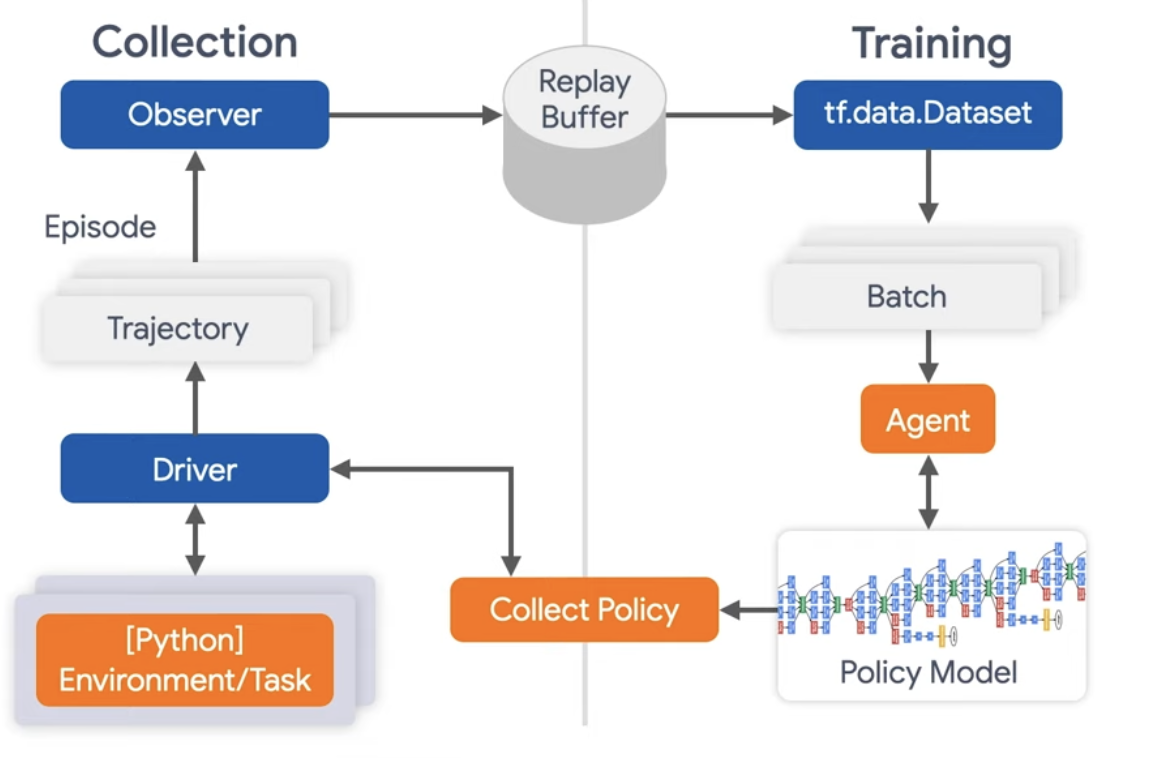 Collection
Training
Observer
Replay
Buffer
tf.data.Dataset
Episode
Trajectory
Batch
Agent
Driver
Collect Policy
[Python]
Environment/Task
Policy Model